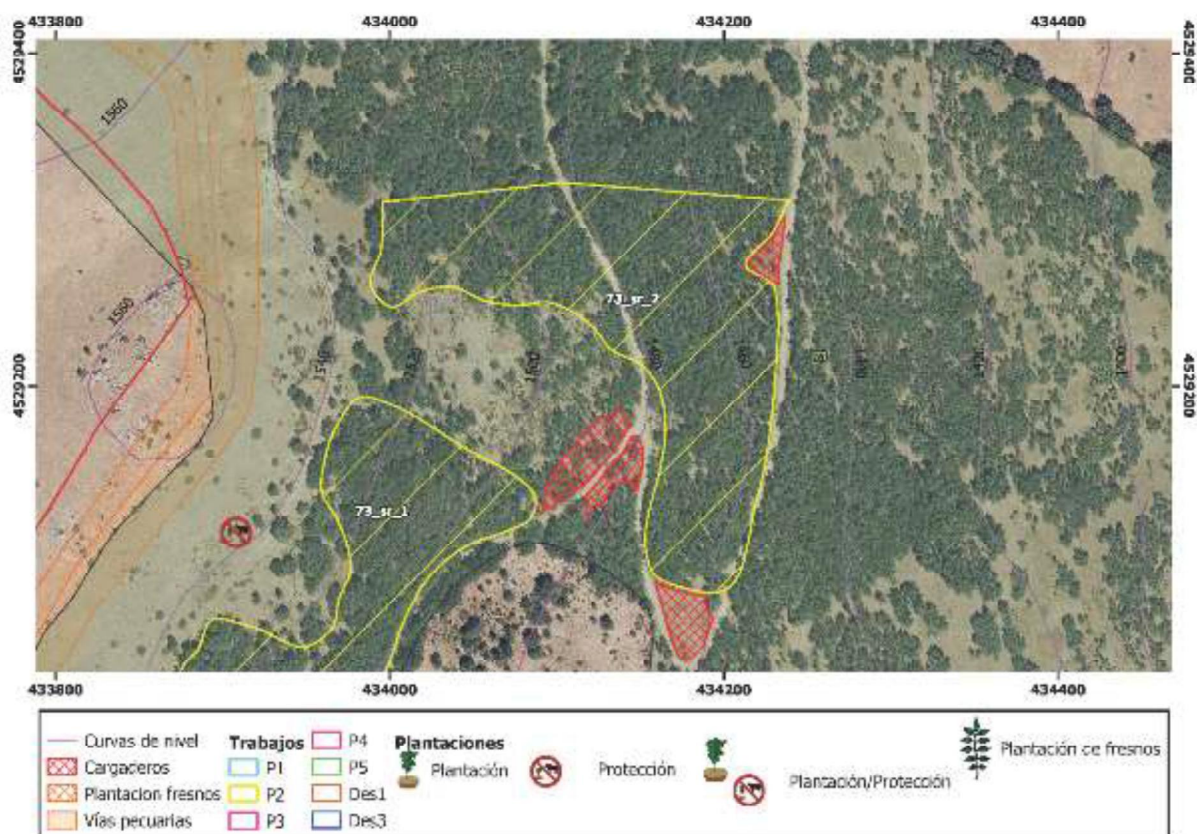 433800 434000 434200 434400
4529400 4529400
1560
1560
73_sr_2
4529200 4529200
73_sr_1
433800 434000 434200 434400
Curvas de nivel Trabajos P4 Plantaciones
Cargaderos P1 P5 Plantación Protección Plantación/Protección Plantación de fresnos
Plantacion fresnos P2 Des1
Vías pecuarias P3 Des3